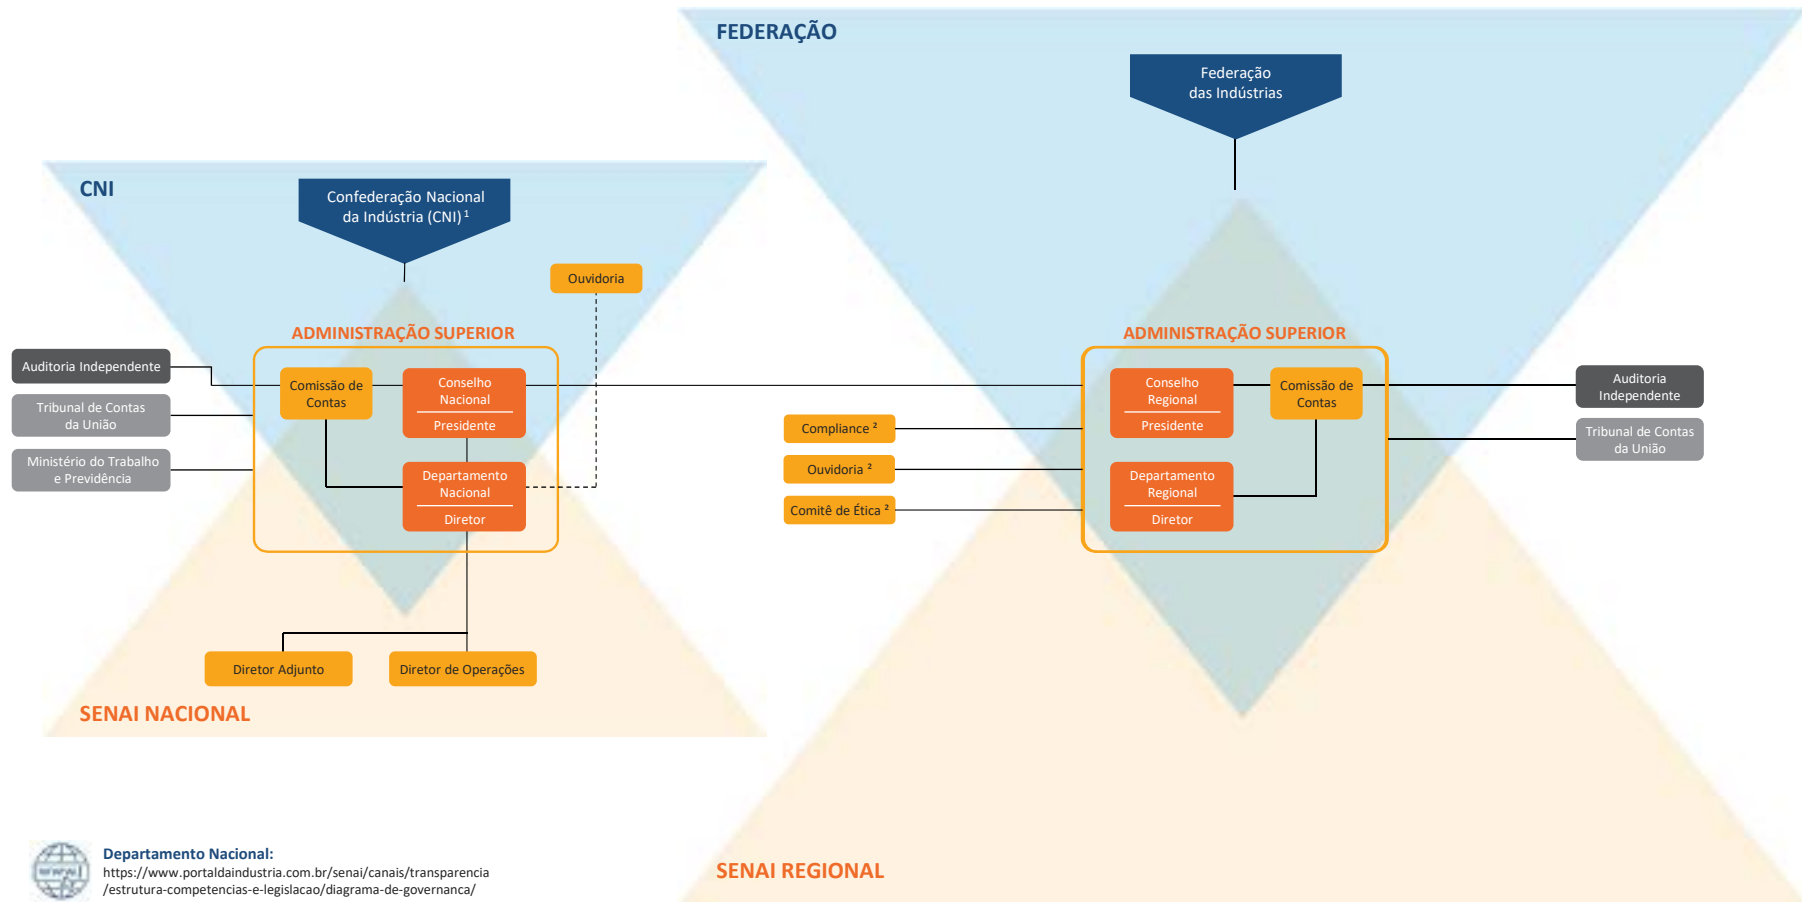 FEDERAÇÃO
Federação
das Indústrias
CNI
Confederação Nacional
da Indústria (CNI) ¹
Ouvidoria
ADMINISTRAÇÃO SUPERIOR
Auditoria Independente
Tribunal de Contas
da União
Ministério do Trabalho
e Previdência
Comissão de
Contas
Conselho
Nacional
Presidente
Departamento
Nacional
Diretor
Diretor Adjunto
Diretor de Operações
SENAI NACIONAL
ADMINISTRAÇÃO SUPERIOR
Compliance ²
Ouvidoria ²
Comitê de Ética ²
Conselho
Regional
Presidente
Comissão de
Contas
Departamento
Regional
Diretor
Auditoria
Independente
Tribunal de Contas
da União
SENAI REGIONAL
www
Departamento Nacional:
https://www.portaldaindustria.com.br/senai/canais/transparencia
/estrutura-competencias-e-legislacao/diagrama-de-governanca/